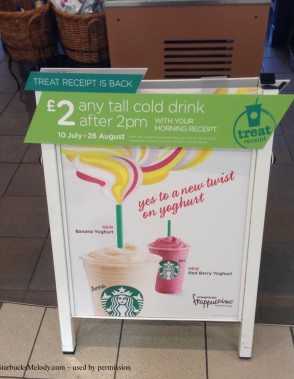 TREAT RECEIPT IS BACK
£2 any tall cold drink
after 2pm WITH YOUR MORNING RECEIPT*
10 July–28 August
treat
receipt
yes to a new twist
on yoghurt
NEW
Banana Yoghurt
NEW
Red Berry Yoghurt
Anna
STARBUCKS
frappuccino
StarbucksMelody.com – used by permission